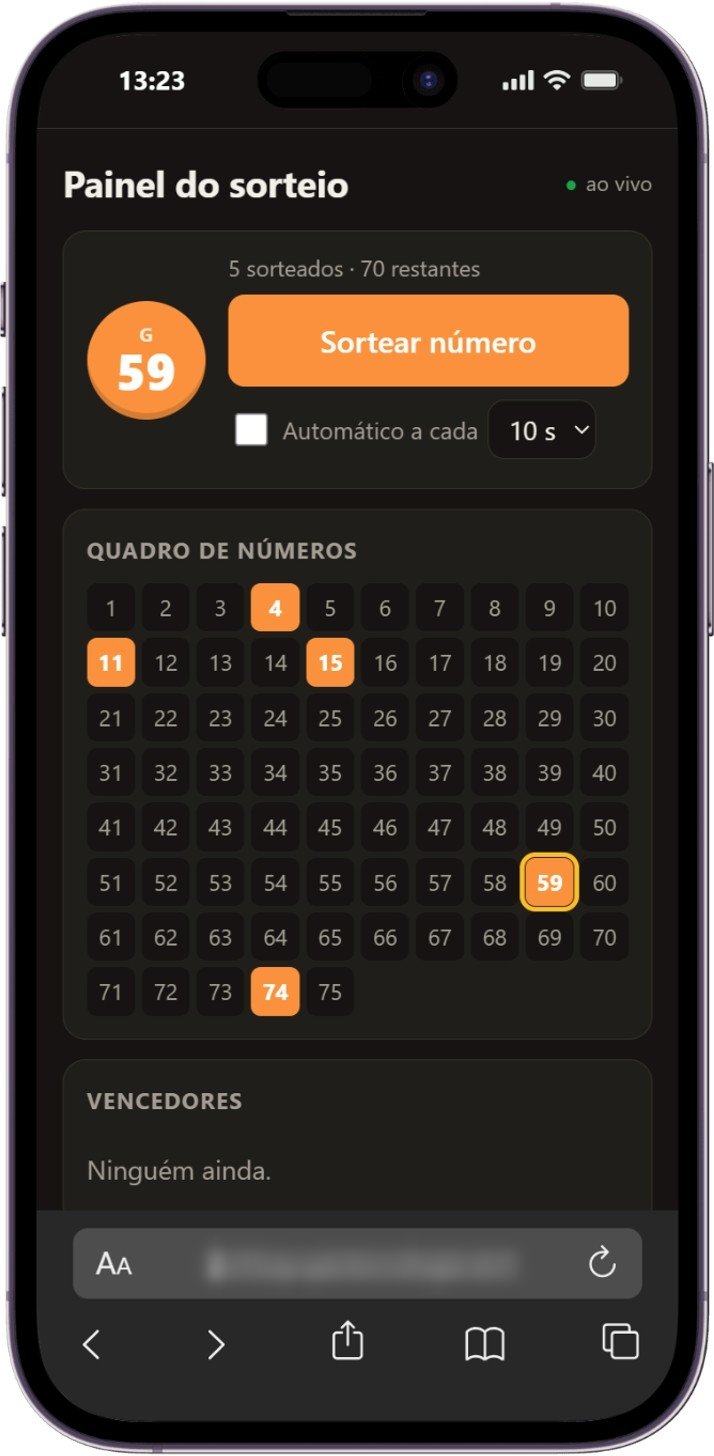 13:23
Painel do sorteio
ao vivo
5 sorteados · 70 restantes
G
59
Sortear número
Automático a cada 10 s
QUADRO DE NÚMEROS
1 2 3 4 5 6 7 8 9 10
11 12 13 14 15 16 17 18 19 20
21 22 23 24 25 26 27 28 29 30
31 32 33 34 35 36 37 38 39 40
41 42 43 44 45 46 47 48 49 50
51 52 53 54 55 56 57 58 59 60
61 62 63 64 65 66 67 68 69 70
71 72 73 74 75
VENCEDORES
Ninguém ainda.
AA